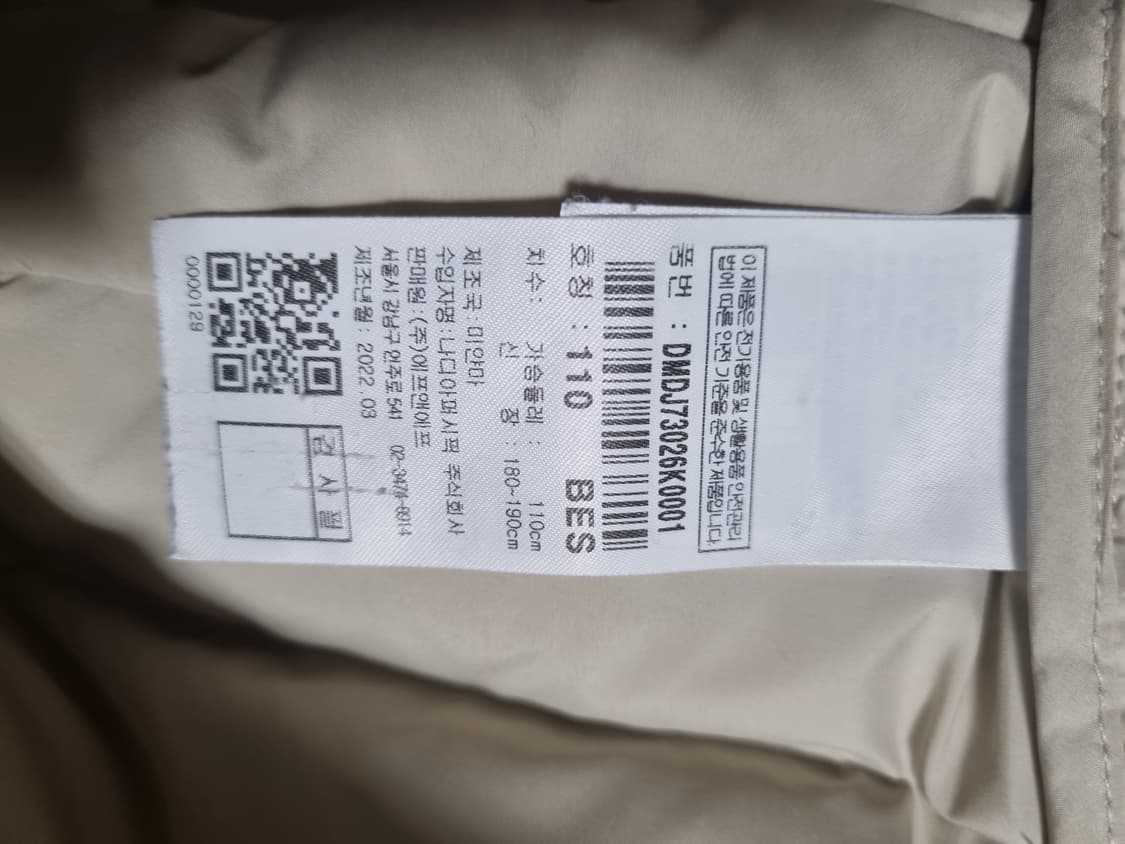 이 제품은 전기용품 및 생활용품 안전관리
법에 따른 안전 기준을 준수한 제품입니다.
품 번 : DWDJ73026K0001
호칭 : 110 BES
치수 : 가슴둘레 : 110cm
신 장 : 180~190cm
제 조 국 : 미얀마
수입자명 : 나디아퍼시픽 주식회사
판매원 : (주)에프앤에프
서울시 강남구 언주로 541 02-3476-8014
제조년월 : 2022.03
검 사 필
0000129